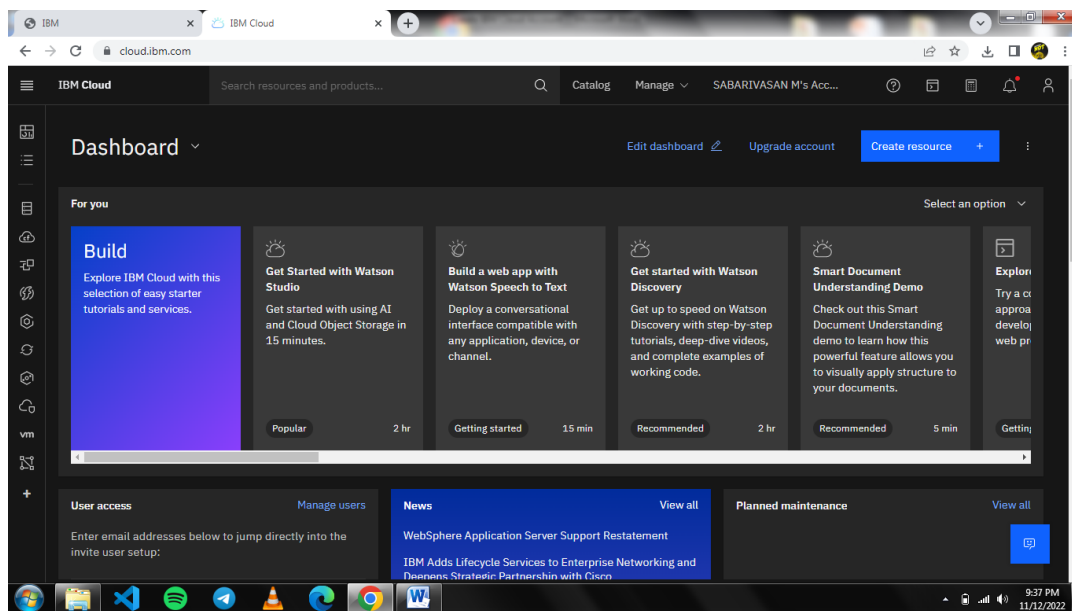 IBM
IBM Cloud
cloud.ibm.com
IBM Cloud
Search resources and products...
Catalog
Manage
SABARIVASAN M's Acc...
Dashboard
Edit dashboard
Upgrade account
Create resource +
For you
Select an option
Build
Explore IBM Cloud with this
selection of easy starter
tutorials and services.
Get Started with Watson
Studio
Get started with using AI
and Cloud Object Storage in
15 minutes.
Popular
2 hr
Build a web app with
Watson Speech to Text
Deploy a conversational
interface compatible with
any application, device, or
channel.
Getting started
15 min
Get started with Watson
Discovery
Get up to speed on Watson
Discovery with step-by-step
tutorials, deep-dive videos,
and complete examples of
working code.
Recommended
2 hr
Smart Document
Understanding Demo
Check out this Smart
Document Understanding
demo to learn how this
powerful feature allows you
to visually apply structure to
your documents.
Recommended
5 min
Try a
web
vm
User access
Manage users
Enter email addresses below to jump directly into the
invite user setup:
News
View all
WebSphere Application Server Support Restatement
IBM Adds Lifecycle Services to Enterprise Networking and
Deepens Strategic Partnership with Cisco
Planned maintenance
View all
9:37 PM
11/12/2022